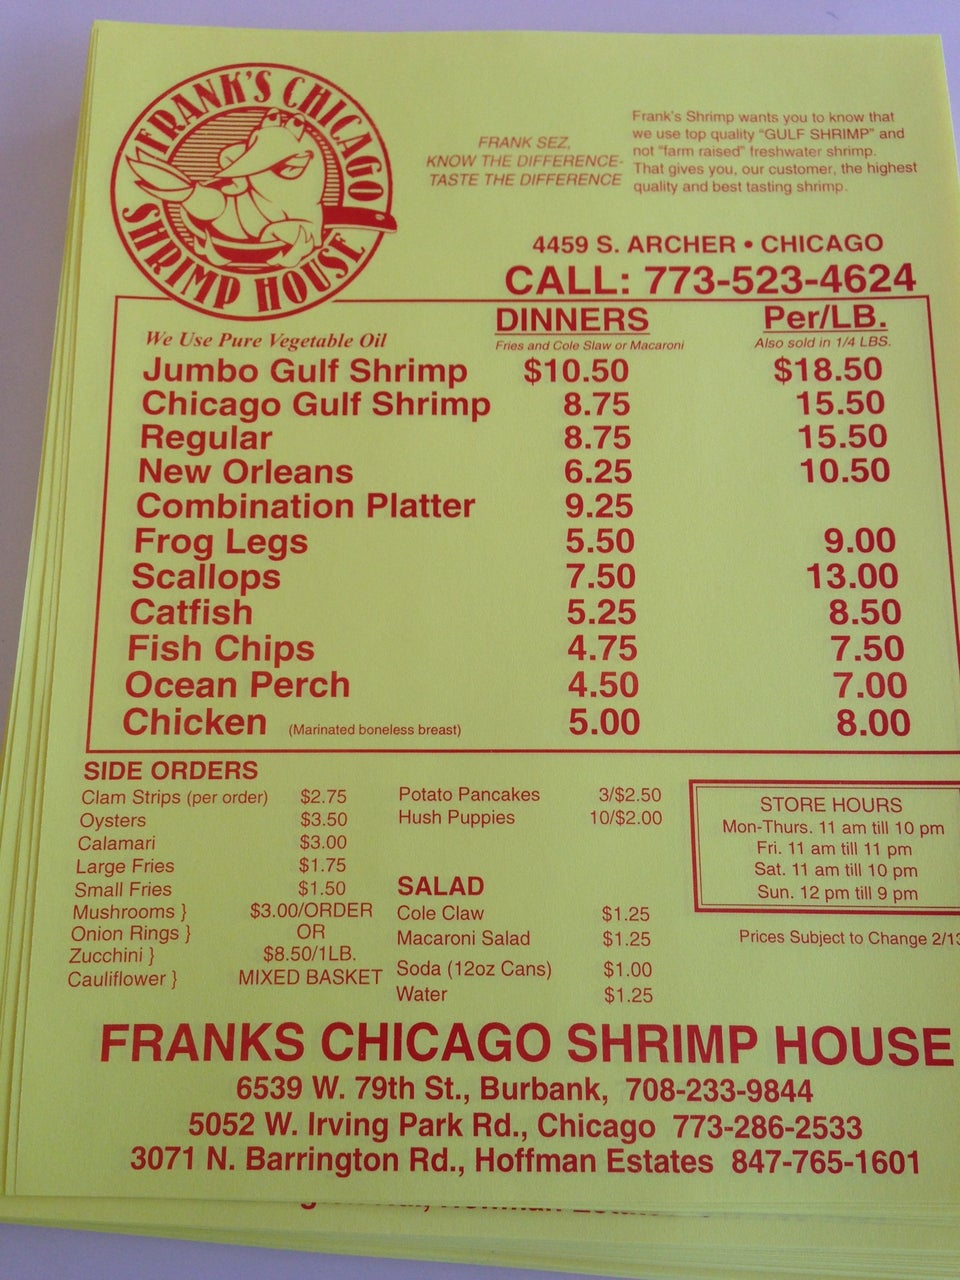 FRANK'S CHICAGO
SHRIMP HOUSE
FRANK SEZ,
KNOW THE DIFFERENCE-
TASTE THE DIFFERENCE
Frank's Shrimp wants you to know that
we use top quality "GULF SHRIMP" and
not "farm raised" freshwater shrimp.
That gives you, our customer, the highest
quality and best tasting shrimp.
4459 S. ARCHER • CHICAGO
CALL: 773-523-4624
We Use Pure Vegetable Oil
DINNERS Per/LB.
Fries and Cole Slaw or Macaroni Also sold in 1/4 LBS.
Jumbo Gulf Shrimp $10.50 $18.50
Chicago Gulf Shrimp 8.75 15.50
Regular 8.75 15.50
New Orleans 6.25 10.50
Combination Platter 9.25
Frog Legs 5.50 9.00
Scallops 7.50 13.00
Catfish 5.25 8.50
Fish Chips 4.75 7.50
Ocean Perch 4.50 7.00
Chicken (Marinated boneless breast) 5.00 8.00
SIDE ORDERS
Clam Strips (per order) $2.75
Oysters $3.50
Calamari $3.00
Large Fries $1.75
Small Fries $1.50
Mushrooms } $3.00/ORDER
Onion Rings } OR
Zucchini } $8.50/1LB.
Cauliflower } MIXED BASKET
Potato Pancakes 3/$2.50
Hush Puppies 10/$2.00
SALAD
Cole Claw $1.25
Macaroni Salad $1.25
Soda (12oz Cans) $1.00
Water $1.25
STORE HOURS
Mon-Thurs. 11 am till 10 pm
Fri. 11 am till 11 pm
Sat. 11 am till 10 pm
Sun. 12 pm till 9 pm
Prices Subject to Change 2/13
FRANKS CHICAGO SHRIMP HOUSE
6539 W. 79th St., Burbank, 708-233-9844
5052 W. Irving Park Rd., Chicago 773-286-2533
3071 N. Barrington Rd., Hoffman Estates 847-765-1601